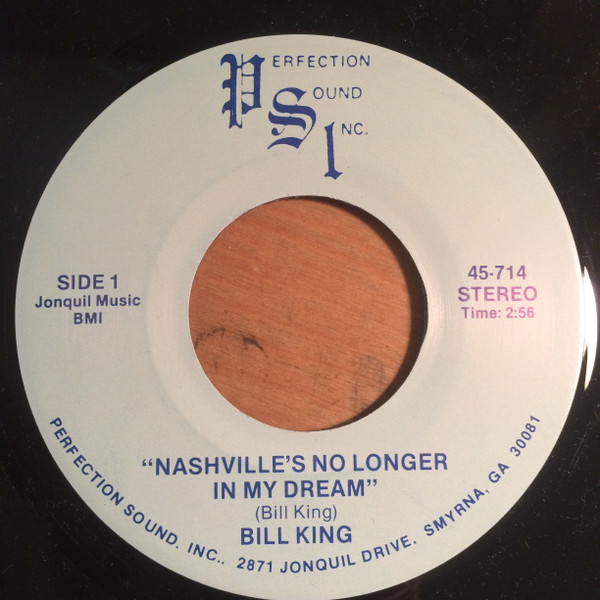 PERFECTION
SOUND
INC.
SIDE 1
Jonquil Music
BMI
45-714
STEREO
Time: 2:56
"NASHVILLE'S NO LONGER
IN MY DREAM"
(Bill King)
BILL KING
PERFECTION SOUND. INC., 2871 JONQUIL DRIVE. SMYRNA, GA 30081